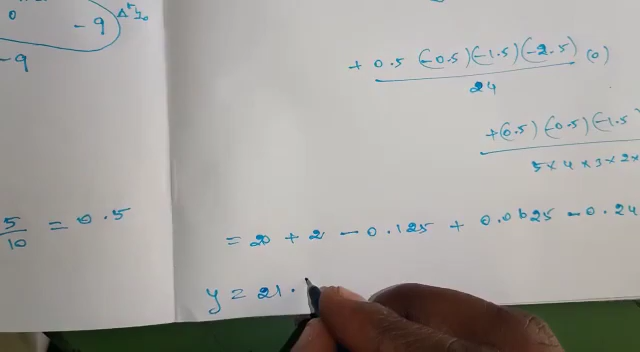 0 -9 Δ⁵y₀
-9
+ 0.5 (-0.5)(-1.5)(-2.5) (0)
24
+(0.5) (-0.5) (-1.5
5 x 4 x 3 x 2 x
5/10 = 0.5
= 20 + 2 - 0.125 + 0.0625 - 0.24
y = 21.